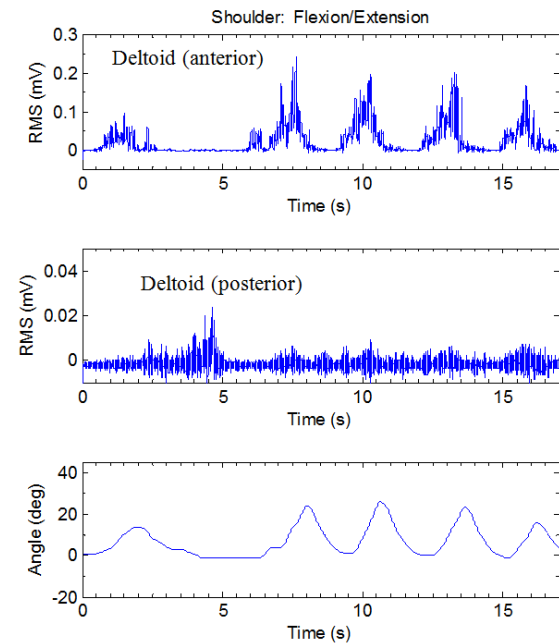 Shoulder: Flexion/Extension
Deltoid (anterior)
RMS (mV)
0.3
0.2
0.1
0
0
5
10
15
Time (s)
Deltoid (posterior)
RMS (mV)
0.04
0.02
0
0
5
10
15
Time (s)
Angle (deg)
40
20
0
-20
0
5
10
15
Time (s)